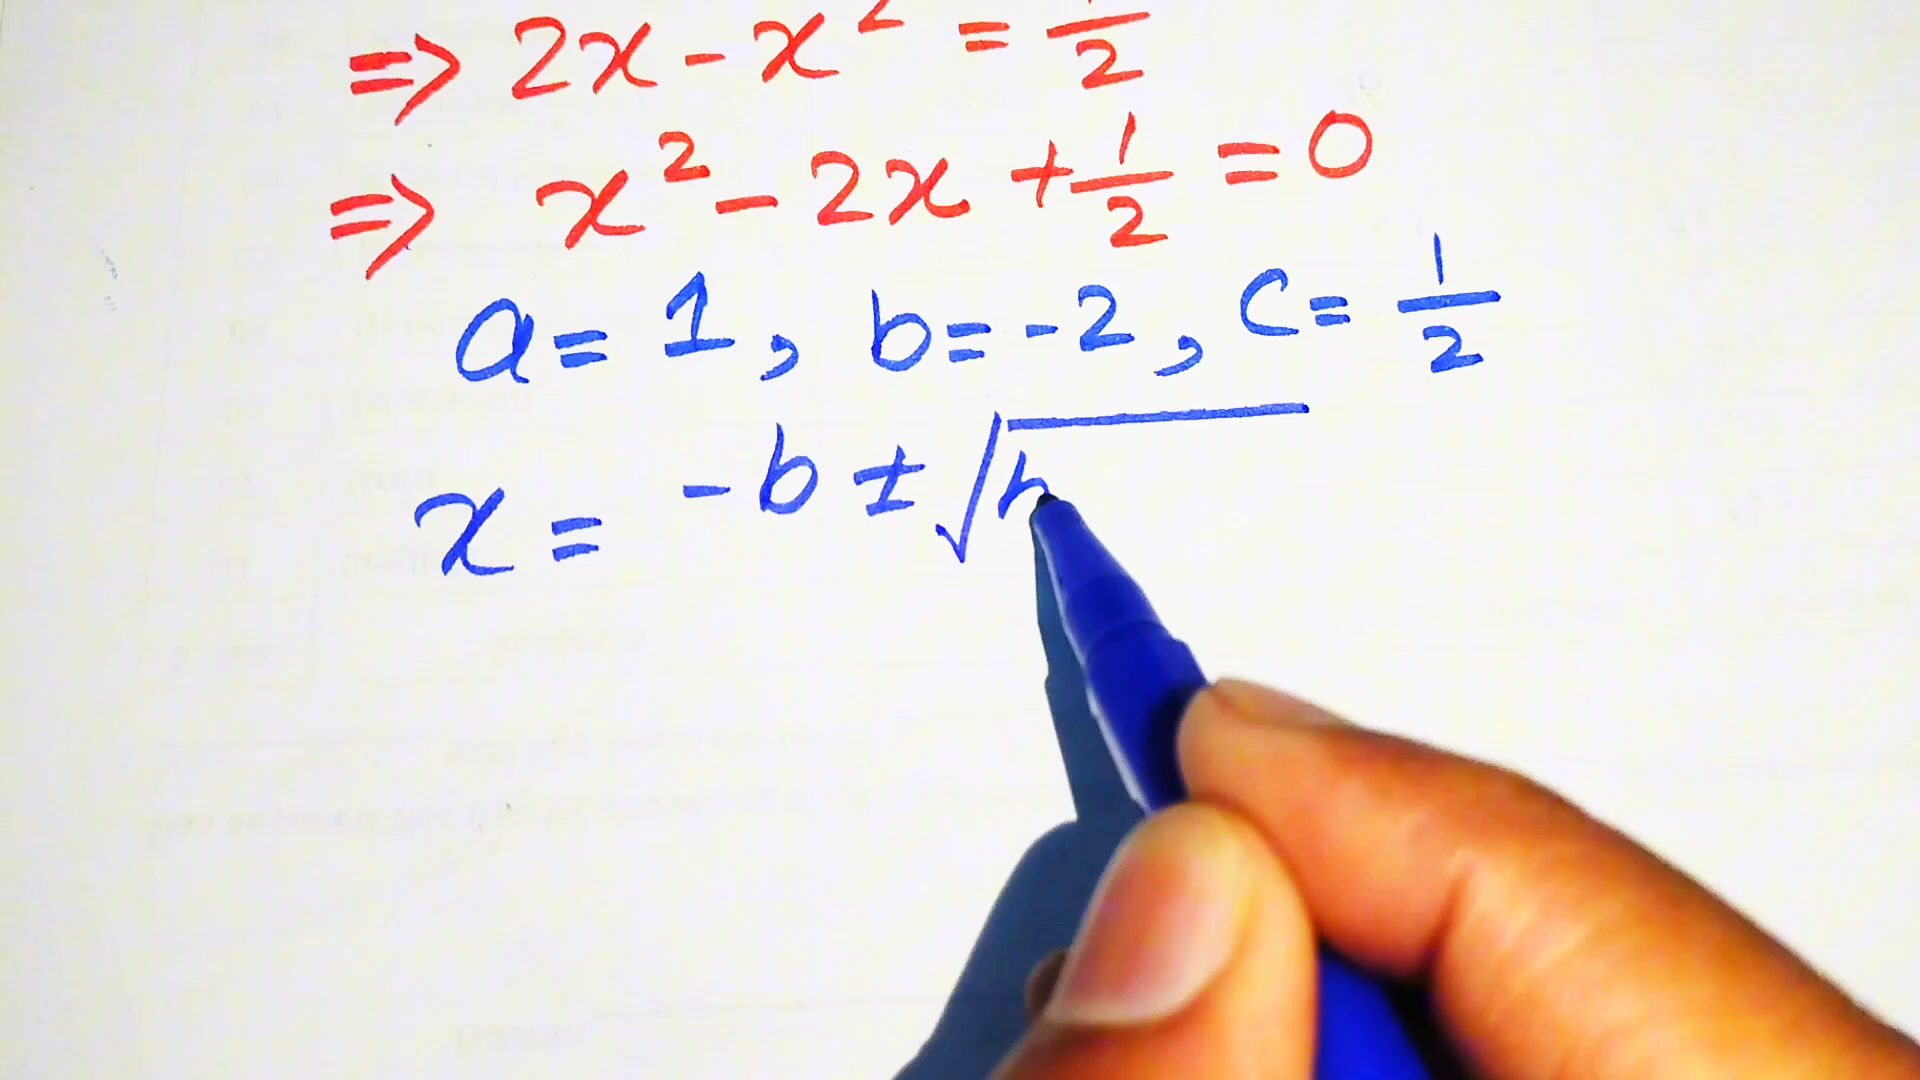 ⇒ 2x - x² = 1/2
⇒ x² - 2x + 1/2 = 0
a = 1, b = -2, c = 1/2
x = -b ± √b